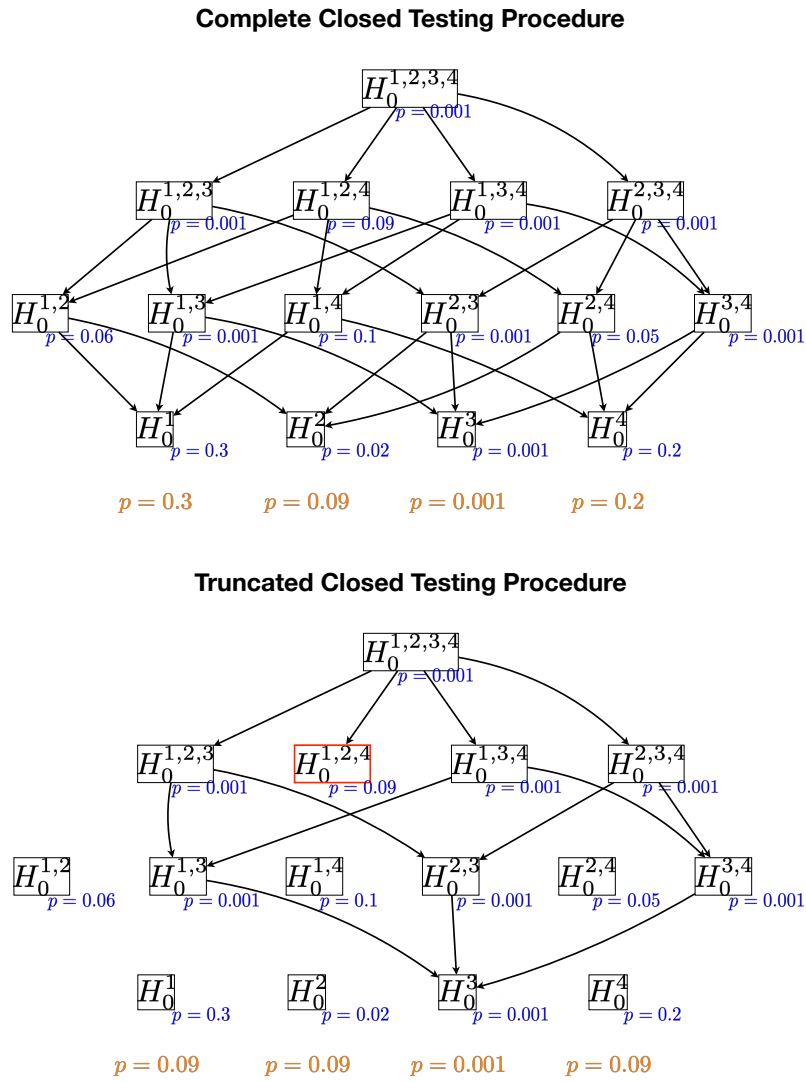 Complete Closed Testing Procedure
H_0^{1,2,3,4}
p = 0.001
H_0^{1,2,3} H_0^{1,2,4} H_0^{1,3,4} H_0^{2,3,4}
p = 0.001 p = 0.09 p = 0.001 p = 0.001
H_0^{1,2} H_0^{1,3} H_0^{1,4} H_0^{2,3} H_0^{2,4} H_0^{3,4}
p = 0.06 p = 0.001 p = 0.1 p = 0.001 p = 0.05 p = 0.001
H_0^1 H_0^2 H_0^3 H_0^4
p = 0.3 p = 0.02 p = 0.001 p = 0.2
p = 0.3 p = 0.09 p = 0.001 p = 0.2
Truncated Closed Testing Procedure
H_0^{1,2,3,4}
p = 0.001
H_0^{1,2,3} H_0^{1,2,4} H_0^{1,3,4} H_0^{2,3,4}
p = 0.001 p = 0.09 p = 0.001 p = 0.001
H_0^{1,2} H_0^{1,3} H_0^{1,4} H_0^{2,3} H_0^{2,4} H_0^{3,4}
p = 0.06 p = 0.001 p = 0.1 p = 0.001 p = 0.05 p = 0.001
H_0^1 H_0^2 H_0^3 H_0^4
p = 0.3 p = 0.02 p = 0.001 p = 0.2
p = 0.09 p = 0.09 p = 0.001 p = 0.09